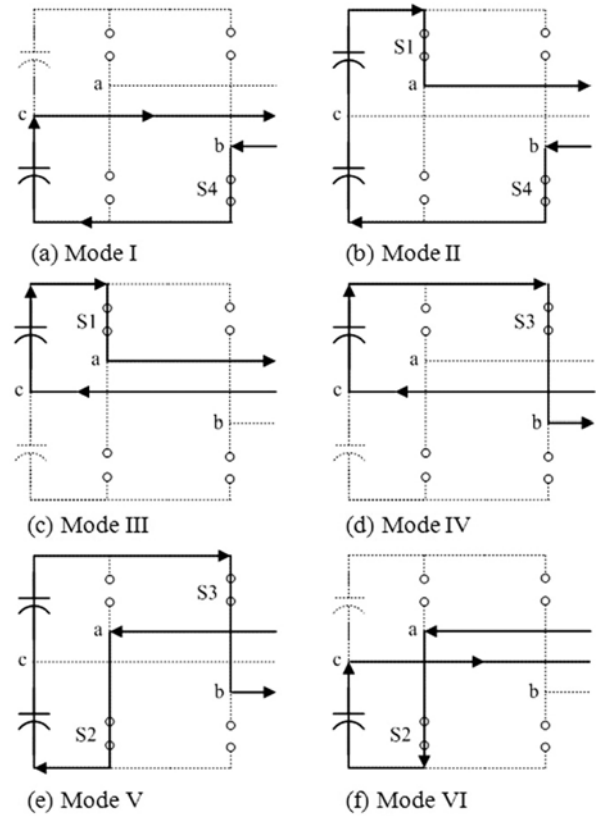 a
c
b
S4
(a) Mode I
S1
a
c
b
S4
(b) Mode II
S1
a
c
b
(c) Mode III
S3
a
c
b
(d) Mode IV
S3
a
c
b
S2
(e) Mode V
a
c
b
S2
(f) Mode VI